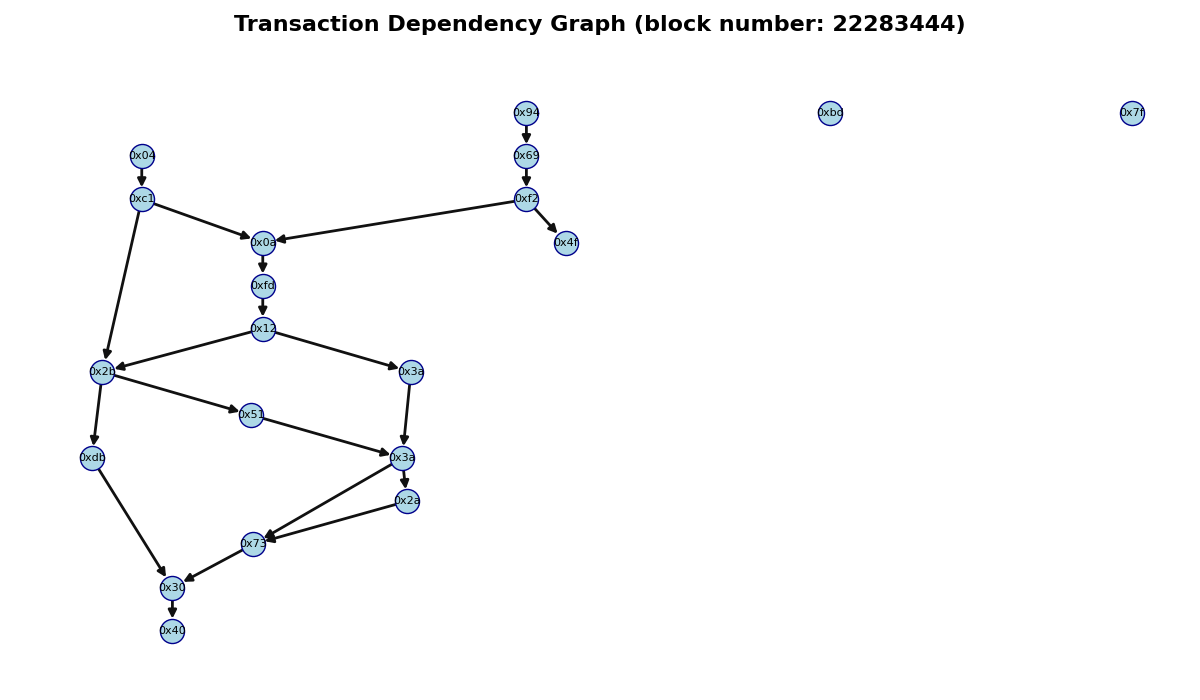 Transaction Dependency Graph (block number: 22283444)
0x94
0xbd
0x7f
0x04
0x69
0xc1
0xf2
0x0a
0x4f
0xfd
0x12
0x2b
0x3a
0x51
0xdb
0x3a
0x2a
0x73
0x30
0x40